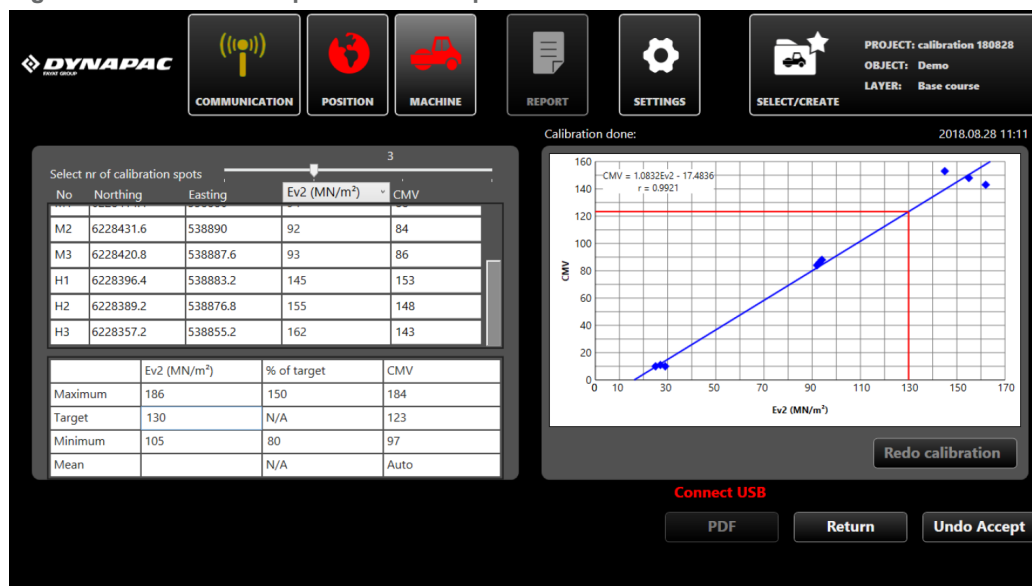 DYNAPAC
FAYAT GROUP
COMMUNICATION
POSITION
MACHINE
REPORT
SETTINGS
SELECT/CREATE
PROJECT: calibration 180828
OBJECT: Demo
LAYER: Base course
Calibration done:
2018.08.28 11:11
3
Select nr of calibration spots
No Northing Easting Ev2 (MN/m²) CMV
M2 6228431.6 538890 92 84
M3 6228420.8 538887.6 93 86
H1 6228396.4 538883.2 145 153
H2 6228389.2 538876.8 155 148
H3 6228357.2 538855.2 162 143
Ev2 (MN/m²) % of target CMV
Maximum 186 150 184
Target 130 N/A 123
Minimum 105 80 97
Mean N/A Auto
CMV = 1.0832Ev2 - 17.4836
r = 0.9921
160
140
120
100
80
60
40
20
0
CMV
10 30 50 70 90 110 130 150 170
Ev2 (MN/m²)
Redo calibration
Connect USB
PDF
Return
Undo Accept